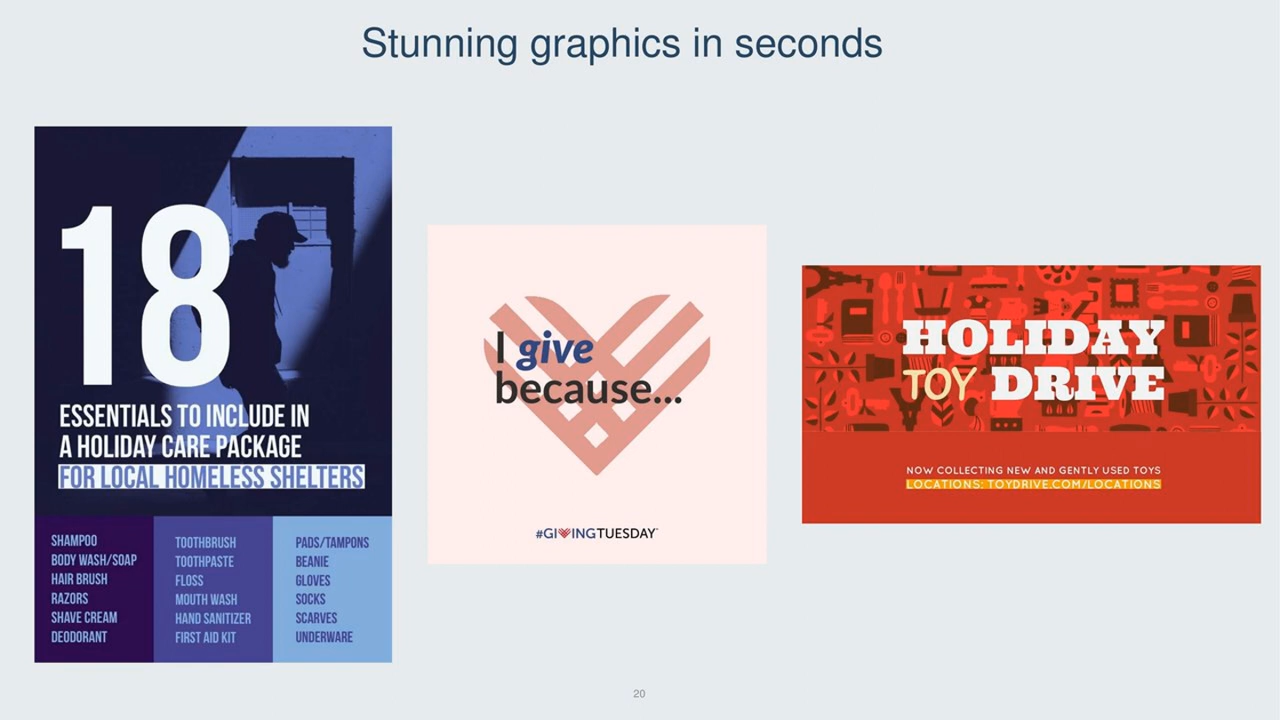 Stunning graphics in seconds
18
ESSENTIALS TO INCLUDE IN
A HOLIDAY CARE PACKAGE
FOR LOCAL HOMELESS SHELTERS
SHAMPOO
BODY WASH/SOAP
HAIR BRUSH
RAZORS
SHAVE CREAM
DEODORANT
TOOTHBRUSH
TOOTHPASTE
FLOSS
MOUTH WASH
HAND SANITIZER
FIRST AID KIT
PADS/TAMPONS
BEANIE
GLOVES
SOCKS
SCARVES
UNDERWARE
I give
because...
#GIVINGTUESDAY
HOLIDAY
TOY DRIVE
NOW COLLECTING NEW AND GENTLY USED TOYS
LOCATIONS: TOYDRIVE.COM/LOCATIONS
20